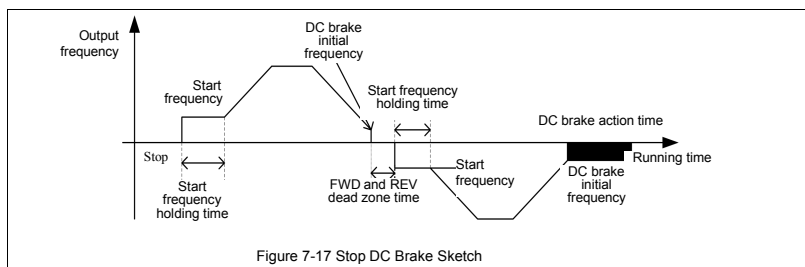 Output
frequency
DC brake
initial
frequency
Start
frequency
Start frequency
holding time
DC brake action time
Stop
Running time
Start
frequency
holding time
FWD and REV
dead zone time
Start
frequency
DC brake
initial
frequency
Figure 7-17 Stop DC Brake Sketch